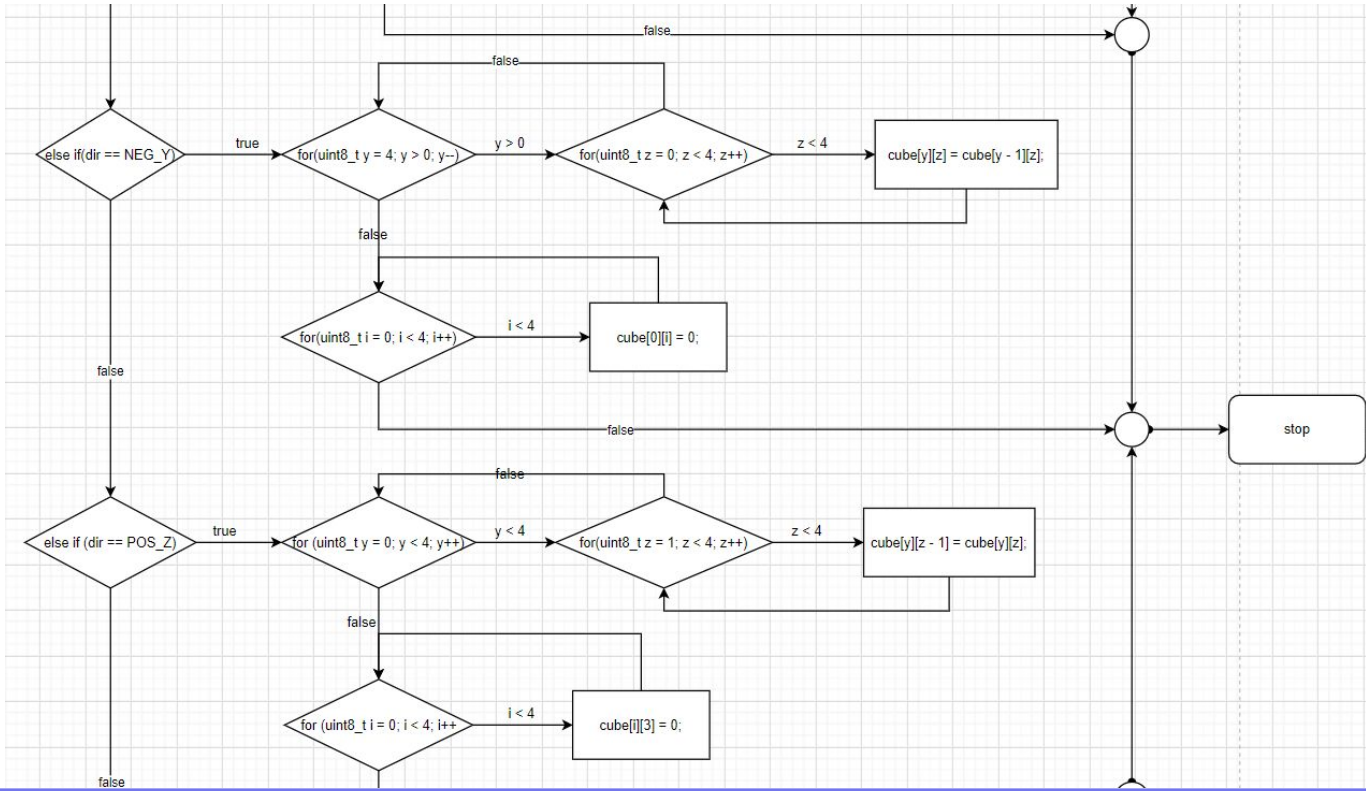 false
false
else if(dir == NEG_Y)
true
for(uint8_t y = 4; y > 0; y--)
y > 0
for(uint8_t z = 0; z < 4; z++)
z < 4
cube[y][z] = cube[y - 1][z];
false
for(uint8_t i = 0; i < 4; i++)
i < 4
cube[0][i] = 0;
false
false
stop
false
else if (dir == POS_Z)
true
for (uint8_t y = 0; y < 4; y++)
y < 4
for(uint8_t z = 1; z < 4; z++)
z < 4
cube[y][z - 1] = cube[y][z];
false
for (uint8_t i = 0; i < 4; i++
i < 4
cube[i][3] = 0;
false